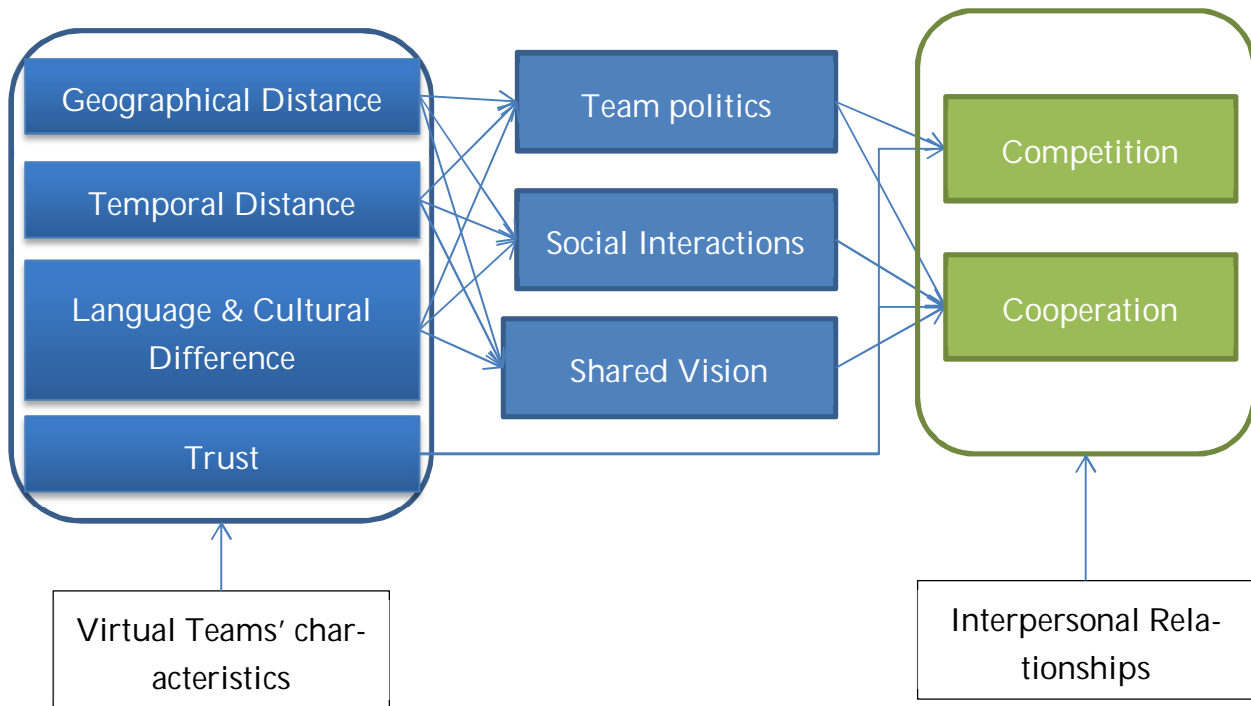 Geographical Distance
Temporal Distance
Language & Cultural
Difference
Trust
Team politics
Social Interactions
Shared Vision
Competition
Cooperation
Virtual Teams’ char-
acteristics
Interpersonal Rela-
tionships